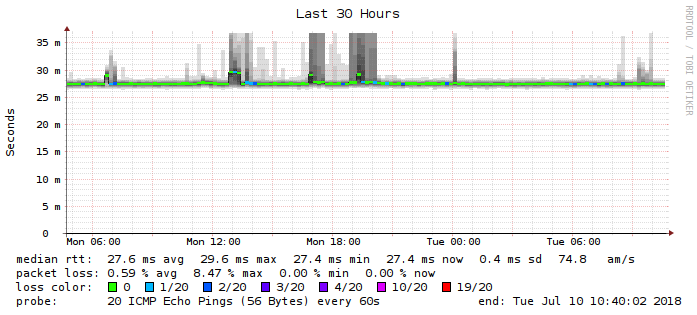 Last 30 Hours
RRDTOOL / TOBI OETIKER
Seconds
35 m
30 m
25 m
20 m
15 m
10 m
5 m
0
Mon 06:00 Mon 12:00 Mon 18:00 Tue 00:00 Tue 06:00
median rtt: 27.6 ms avg 29.6 ms max 27.4 ms min 27.4 ms now 0.4 ms sd 74.8 am/s
packet loss: 0.59 % avg 8.47 % max 0.00 % min 0.00 % now
loss color: 0 1/20 2/20 3/20 4/20 10/20 19/20
probe: 20 ICMP Echo Pings (56 Bytes) every 60s end: Tue Jul 10 10:40:02 2018